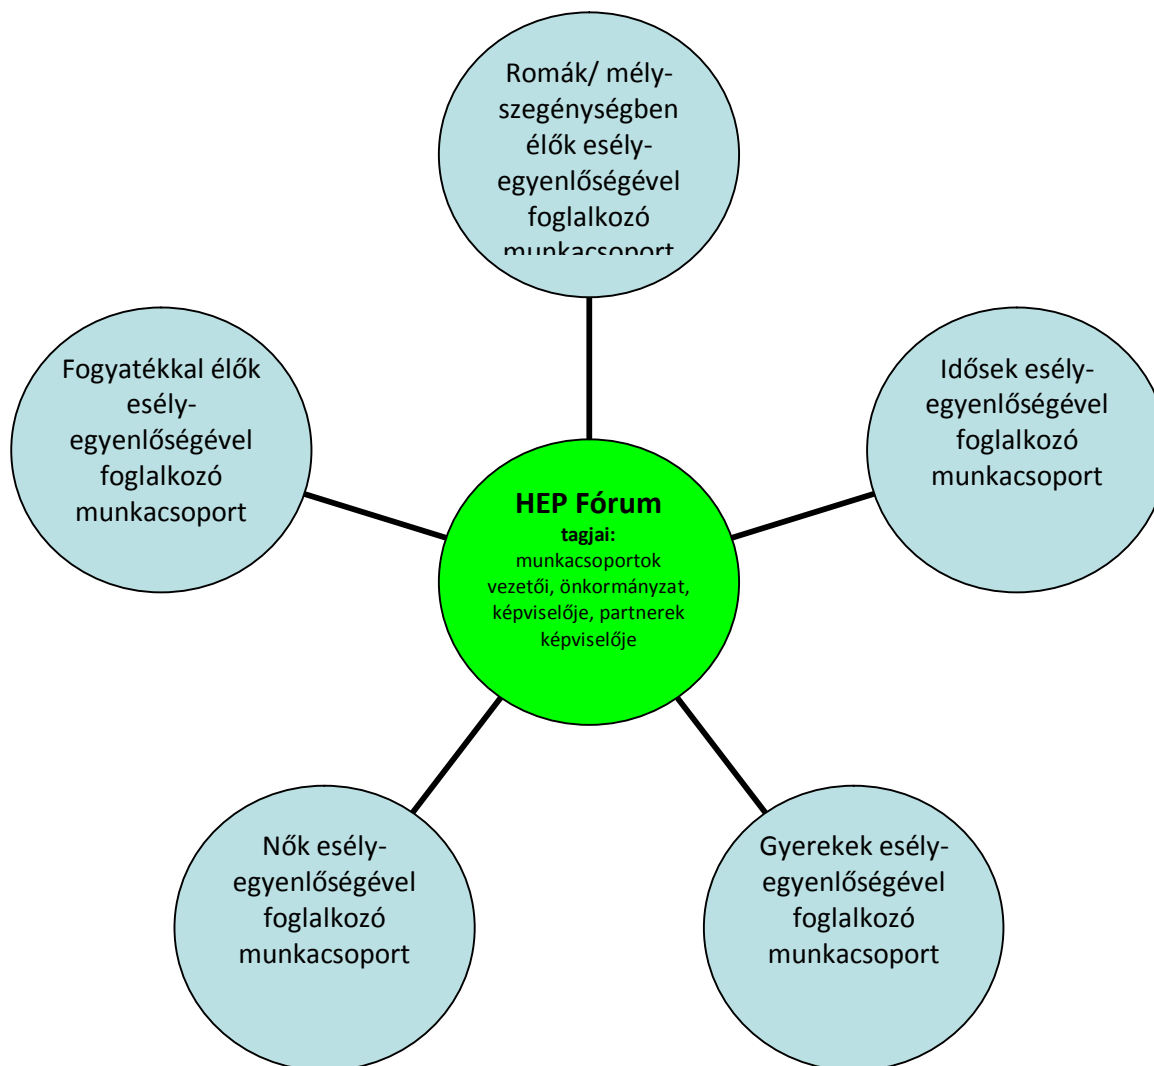 Romák/ mély-
szegénységben
élők esély-
egyenlőségével
foglalkozó
munkacsoport
Fogyatékkal élők
esély-
egyenlőségével
foglalkozó
munkacsoport
Idősek esély-
egyenlőségével
foglalkozó
munkacsoport
HEP Fórum
tagjai:
munkacsoportok
vezetői, önkormányzat,
képviselője, partnerek
képviselője
Nők esély-
egyenlőségével
foglalkozó
munkacsoport
Gyerekek esély-
egyenlőségével
foglalkozó
munkacsoport